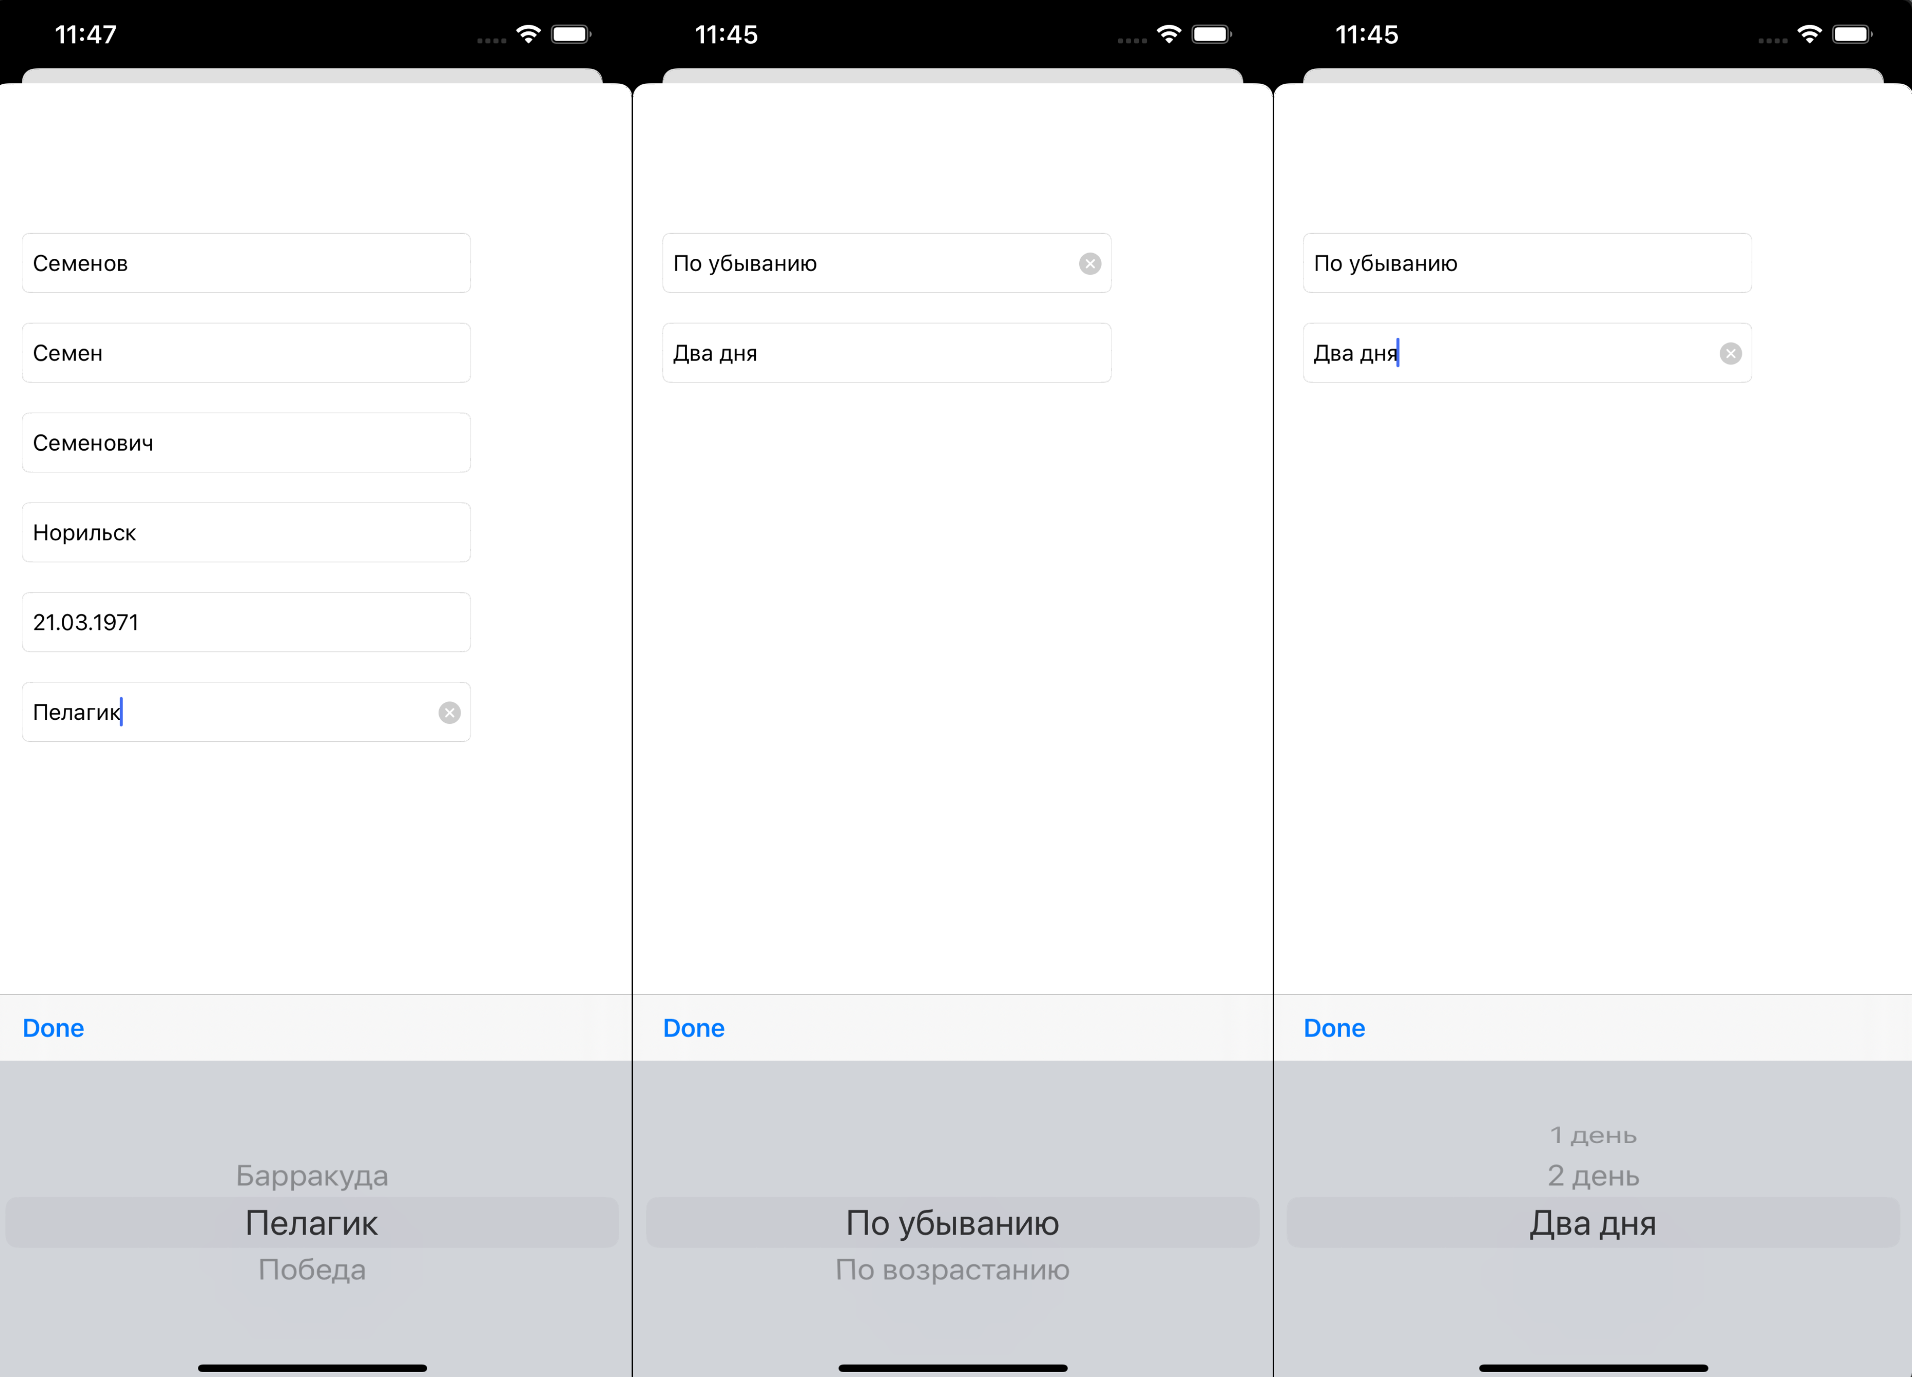 11:47
Семенов
Семен
Семенович
Норильск
21.03.1971
Пелагик
Done
Барракуда
Пелагик
Победа
11:45
По убыванию
Два дня
Done
По убыванию
По возрастанию
11:45
По убыванию
Два дня
Done
1 день
2 день
Два дня